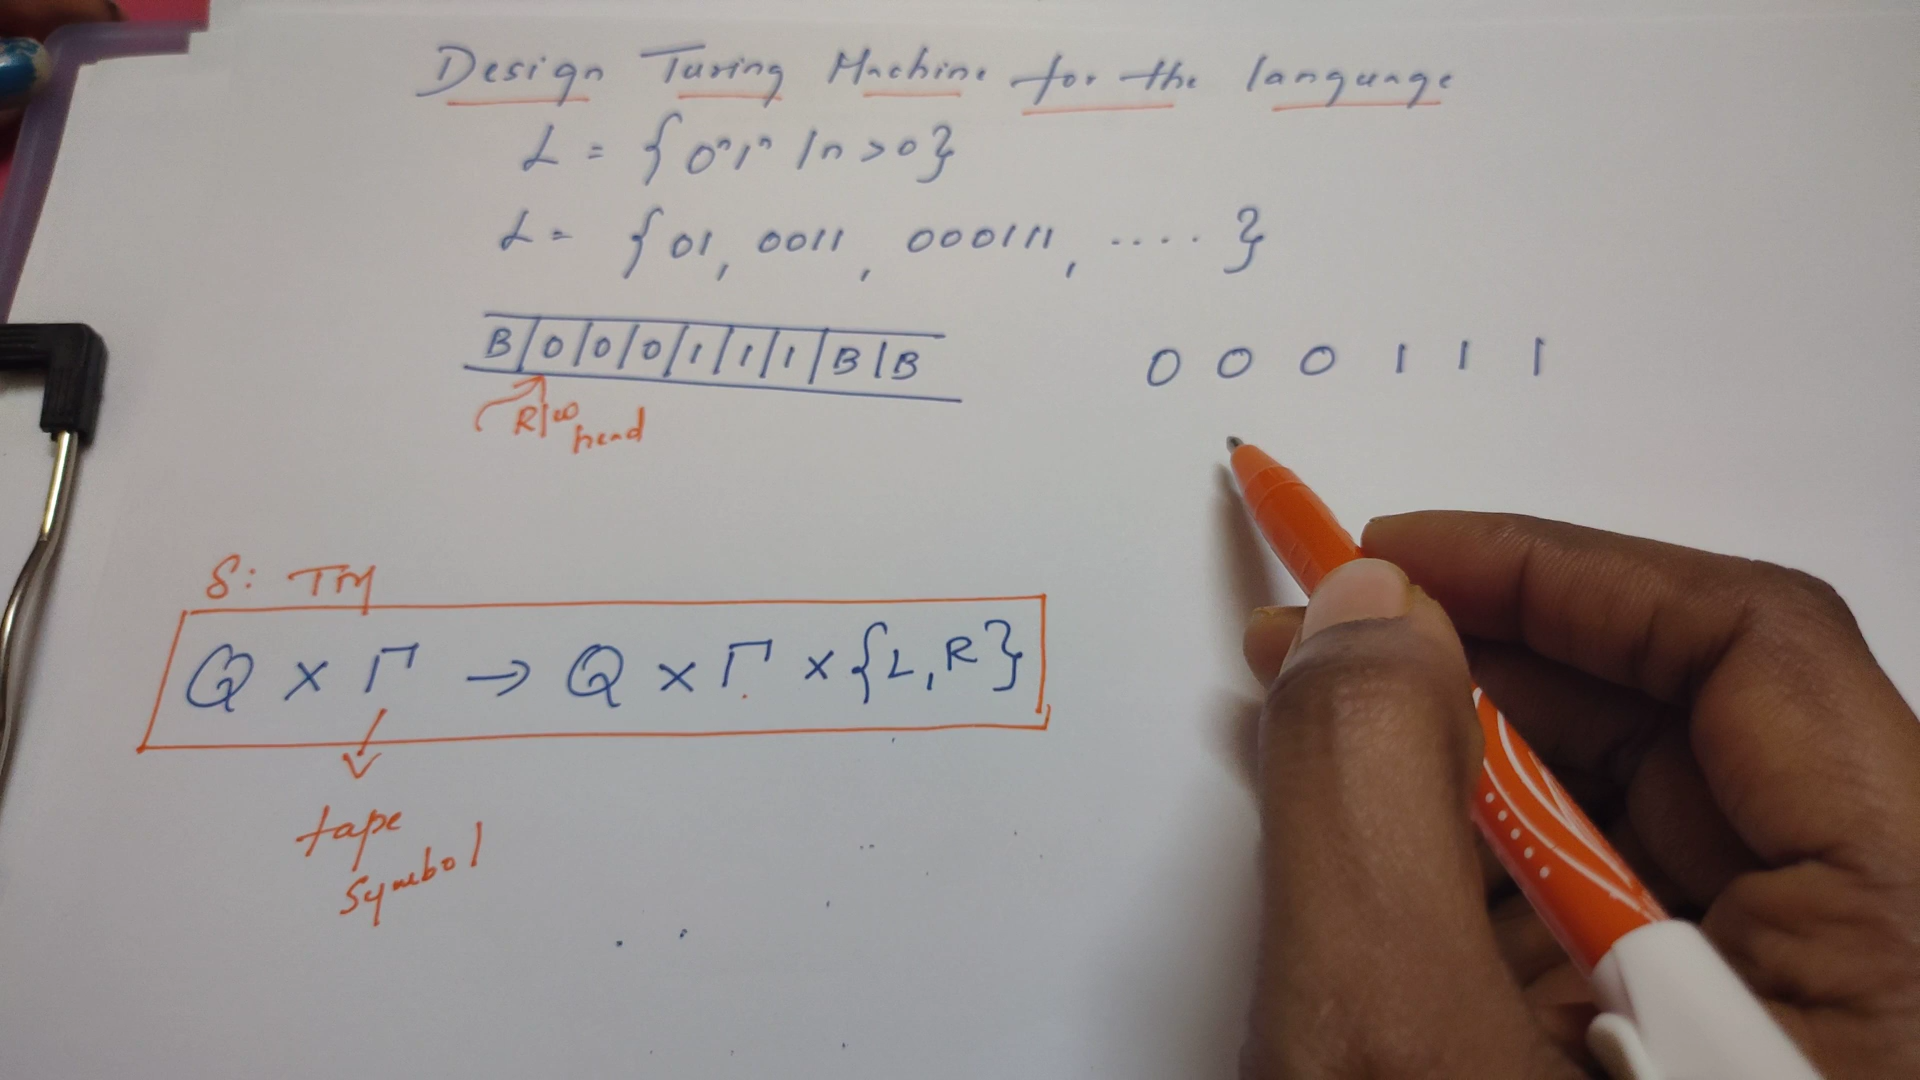 Design Turing Machine for the language
L = {0ⁿ1ⁿ | n > 0}
L = {01, 0011, 000111, .... }
B|0|0|0|1|1|1|B|B
0 0 0 1 1 1
R|W head
δ: TM
Q × Γ → Q × Γ × {L, R}
tape
symbol